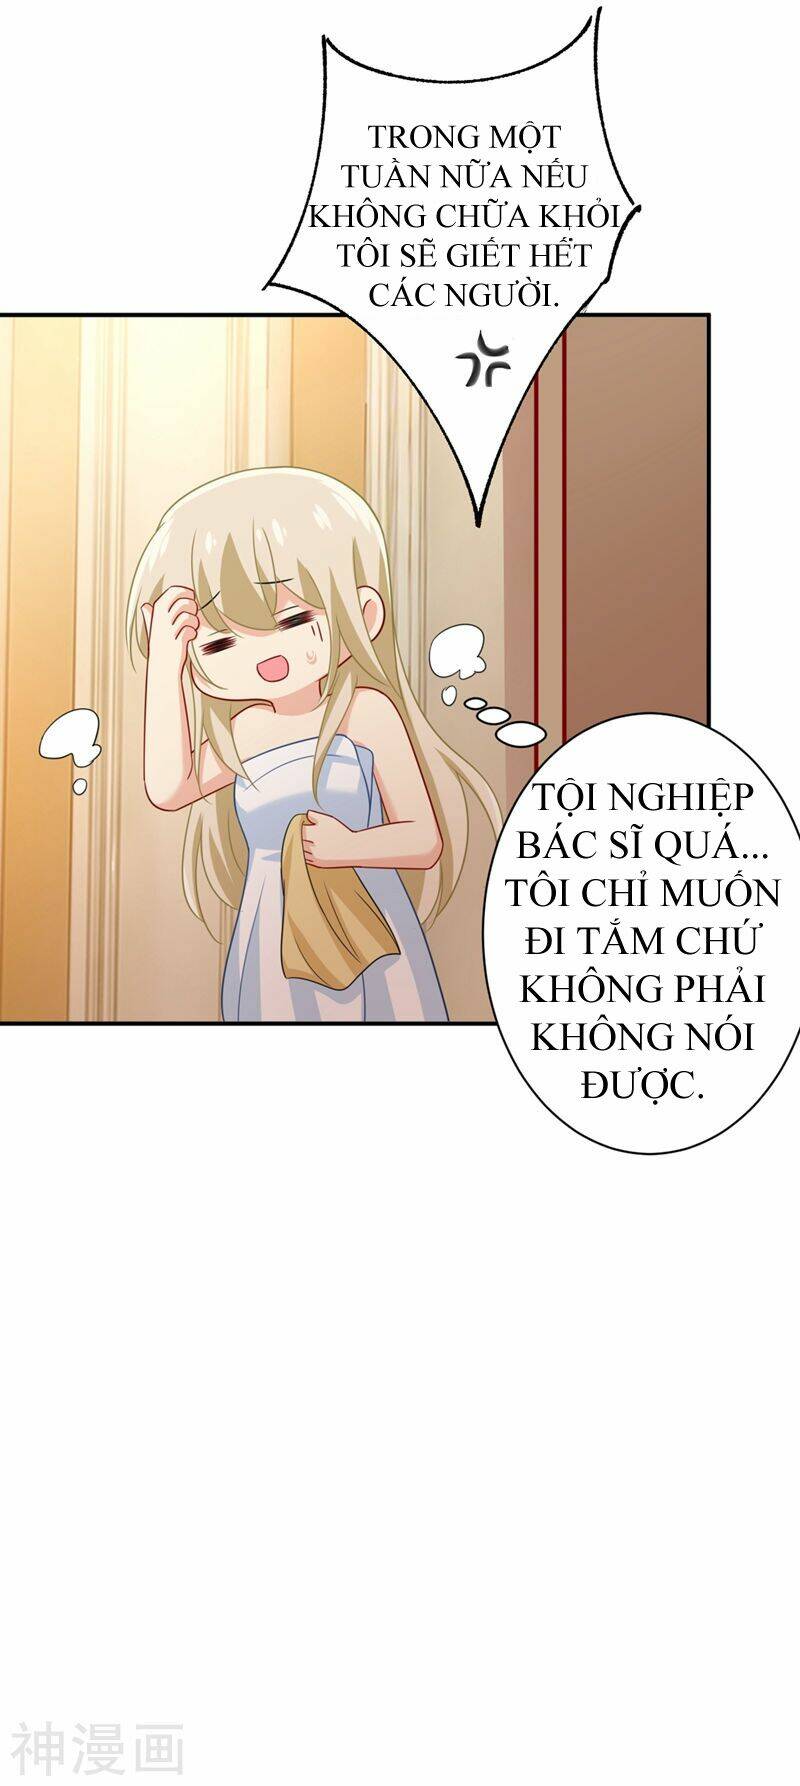 TRONG MỘT
TUẦN NỮA NẾU
KHÔNG CHỮA KHỎI
TÔI SẼ GIẾT HẾT
CÁC NGƯỜI.
TỘI NGHIỆP
BÁC SĨ QUÁ...
TÔI CHỈ MUỐN
ĐI TẮM CHỨ
KHÔNG PHẢI
KHÔNG NÓI
ĐƯỢC.
神漫画